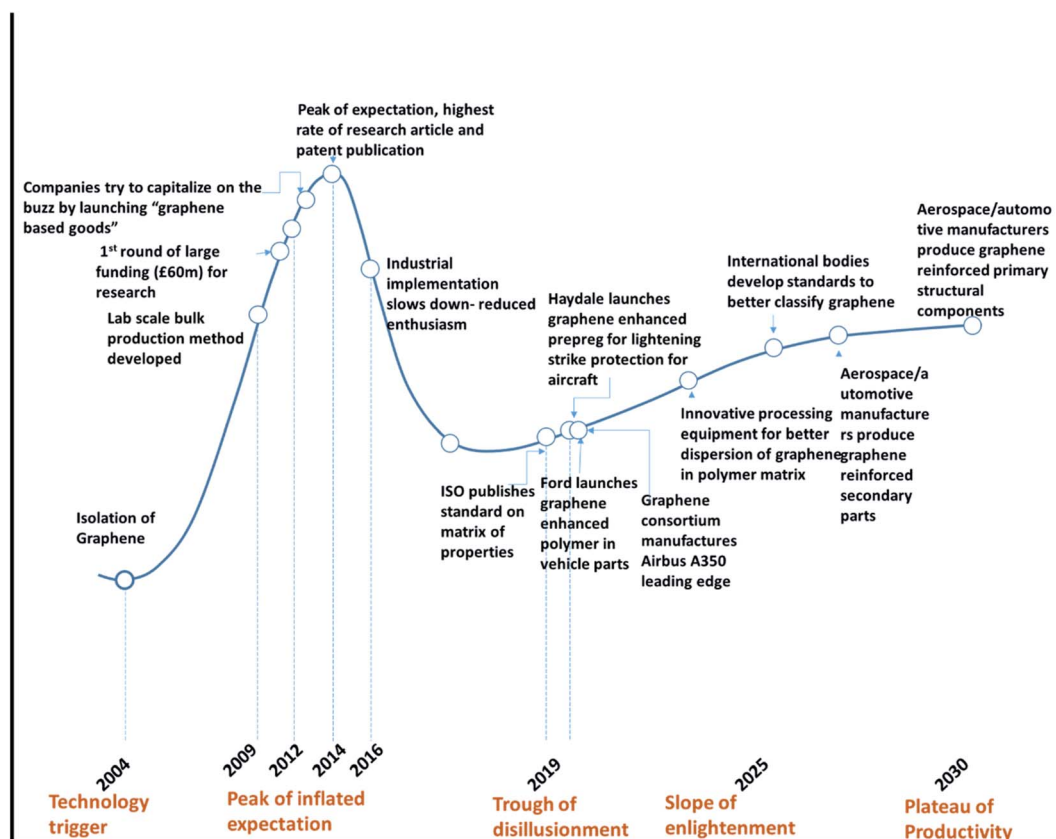 Peak of expectation, highest
rate of research article and
patent publication
Companies try to capitalize on the
buzz by launching “graphene
based goods”
1st round of large
funding (£60m) for
research
Lab scale bulk
production method
developed
Isolation of
Graphene
Industrial
implementation
slows down- reduced
enthusiasm
Haydale launches
graphene enhanced
prepreg for lightening
strike protection for
aircraft
International bodies
develop standards to
better classify graphene
Aerospace/automo
tive manufacturers
produce graphene
reinforced primary
structural
components
ISO publishes
standard on
matrix of
properties
Ford launches
graphene
enhanced
polymer in
vehicle parts
Graphene
consortium
manufactures
Airbus A350
leading edge
Innovative processing
equipment for better
dispersion of graphene
in polymer matrix
Aerospace/a
utomotive
manufacture
rs produce
graphene
reinforced
secondary
parts
2004
2009
2012
2014
2016
2019
2025
2030
Technology
trigger
Peak of inflated
expectation
Trough of
disillusionment
Slope of
enlightenment
Plateau of
Productivity